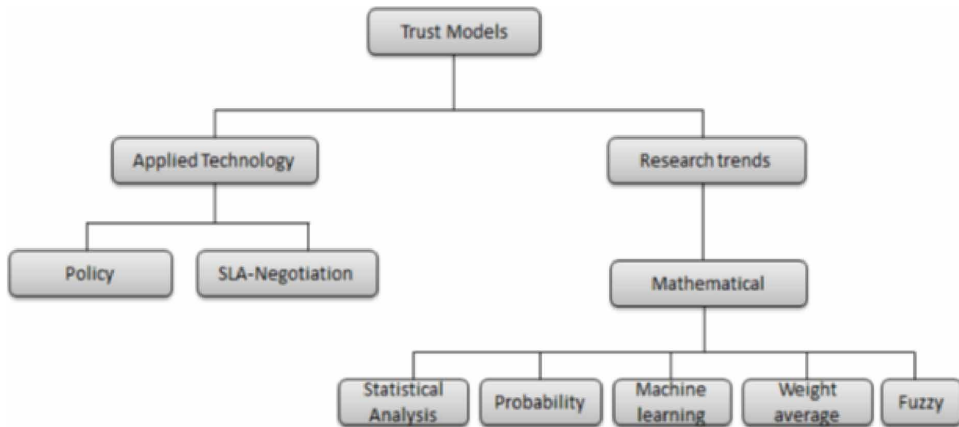 Trust Models
Applied Technology
Research trends
Policy
SLA-Negotiation
Mathematical
Statistical
Analysis
Probability
Machine
learning
Weight
average
Fuzzy